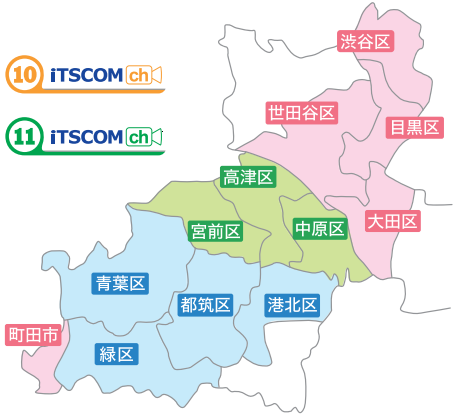 渋谷区
10 iTSCOM ch
世田谷区
目黒区
11 iTSCOM ch
高津区
大田区
宮前区
中原区
青葉区
都筑区
港北区
町田市
緑区